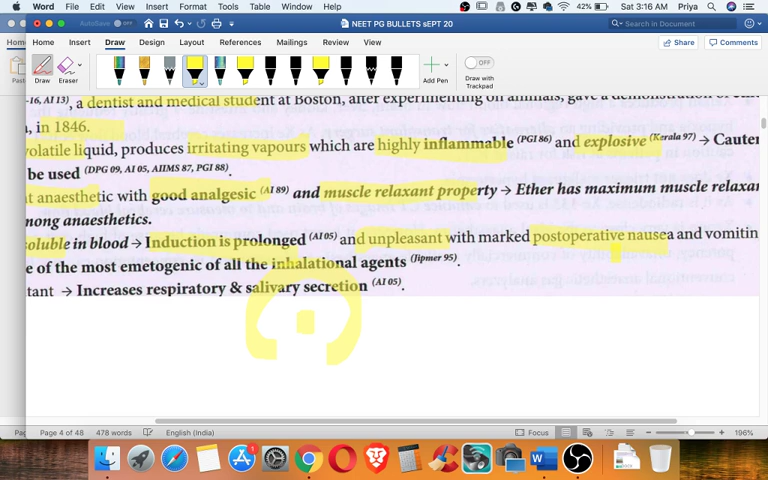 Word File Edit View Insert Format Tools Table Window Help 42% Sat 3:16 AM Priya
AutoSave OFF NEET PG BULLETS sEPT 20 Search in Document
Home
Home Insert Draw Design Layout References Mailings Review View Share Comments
Draw Eraser Add Pen OFF Draw with Trackpad
-16, AI 13), a dentist and medical student at Boston, after experimenting on animals, gave a demonstration
, in 1846.
volatile liquid, produces irritating vapours which are highly inflammable (PGI 86) and explosive (Kerala 97) → Cauter
be used (DPG 09, AI 05, AIIMS 87, PGI 88).
t anaesthetic with good analgesic (AI 89) and muscle relaxant property → Ether has maximum muscle relaxan
mong anaesthetics.
oluble in blood → Induction is prolonged (AI 05) and unpleasant with marked postoperative nausea and vomitin
e of the most emetogenic of all the inhalational agents (Jipmer 95).
tant → Increases respiratory & salivary secretion (AI 05).
Page 4 of 48 478 words English (India) Focus 196%